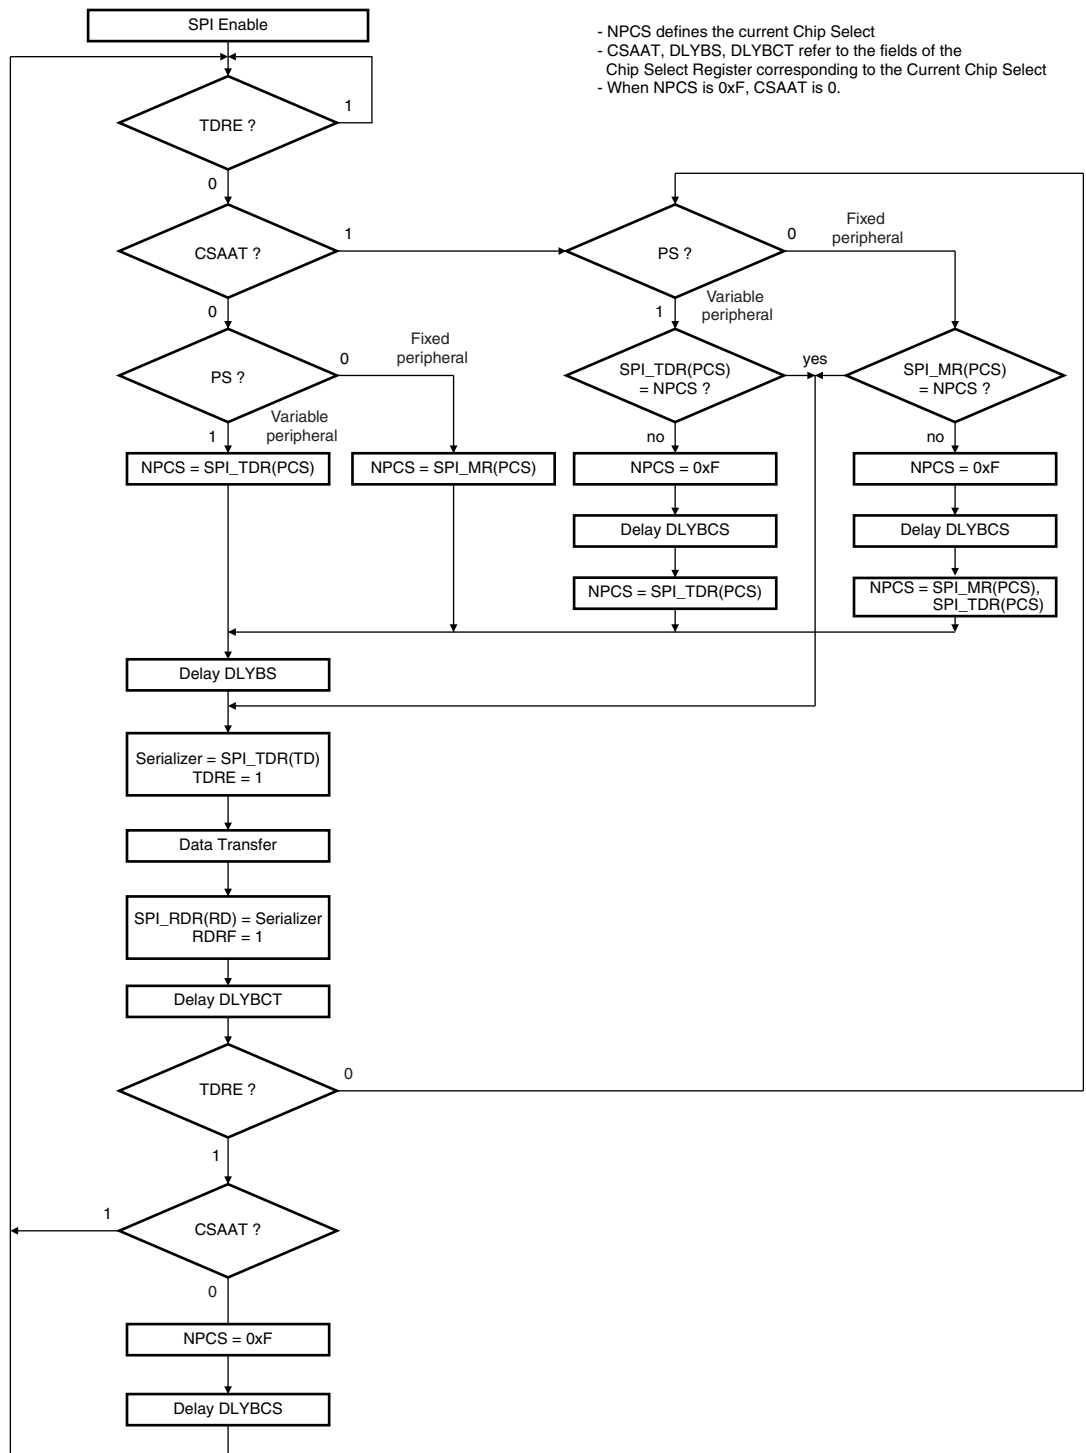 SPI Enable
- NPCS defines the current Chip Select
- CSAAT, DLYBS, DLYBCT refer to the fields of the
Chip Select Register corresponding to the Current Chip Select
- When NPCS is 0xF, CSAAT is 0.
1
TDRE ?
0
CSAAT ?
1
PS ?
0
Fixed
peripheral
0
1
Variable
peripheral
PS ?
0
Fixed
peripheral
SPI_TDR(PCS)
= NPCS ?
yes
SPI_MR(PCS)
= NPCS ?
1
Variable
peripheral
no
no
NPCS = SPI_TDR(PCS)
NPCS = SPI_MR(PCS)
NPCS = 0xF
NPCS = 0xF
Delay DLYBCS
Delay DLYBCS
NPCS = SPI_TDR(PCS)
NPCS = SPI_MR(PCS),
SPI_TDR(PCS)
Delay DLYBS
Serializer = SPI_TDR(TD)
TDRE = 1
Data Transfer
SPI_RDR(RD) = Serializer
RDRF = 1
Delay DLYBCT
TDRE ?
0
1
CSAAT ?
1
0
NPCS = 0xF
Delay DLYBCS